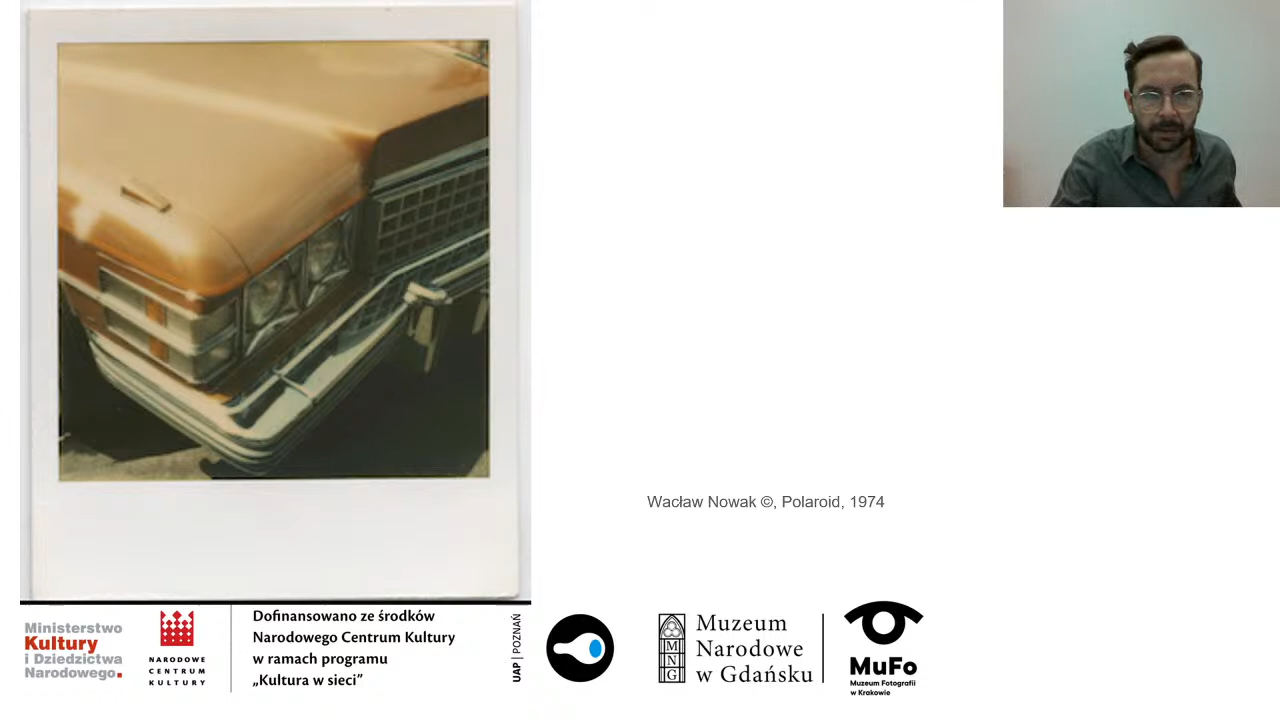 Wacław Nowak ©, Polaroid, 1974
Ministerstwo
Kultury
i Dziedzictwa
Narodowego.
NARODOWE
CENTRUM
KULTURY
Dofinansowano ze środków
Narodowego Centrum Kultury
w ramach programu
„Kultura w sieci”
UAP | POZNAŃ
MNG
Muzeum
Narodowe
w Gdańsku
MuFo
Muzeum Fotografii
w Krakowie